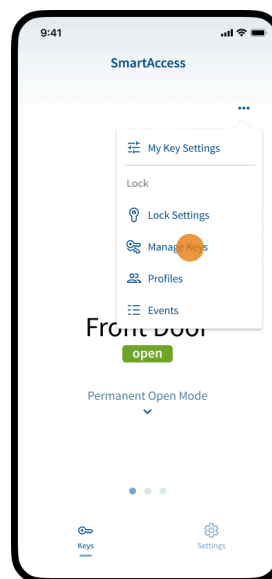 9:41
SmartAccess
My Key Settings
Lock
Lock Settings
Manage Keys
Profiles
Events
Front Door
open
Permanent Open Mode
Keys
Settings